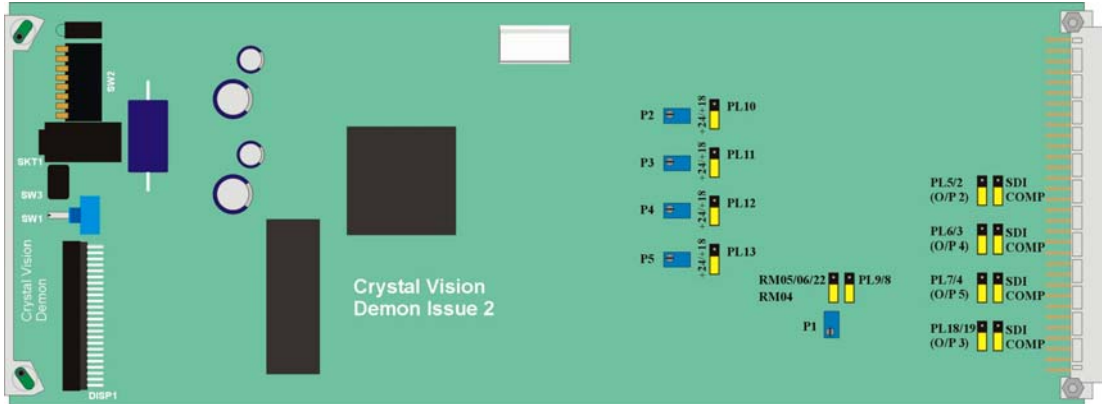 SW2
SKT1
SW3
SW1
Crystal Vision
Demon
DISP1
Crystal Vision
Demon Issue 2
P2
+24/+18
PL10
P3
+24/+18
PL11
P4
+24/+18
PL12
P5
+24/+18
PL13
RM05/06/22
PL9/8
RM04
P1
PL5/2
SDI
(O/P 2)
COMP
PL6/3
SDI
(O/P 4)
COMP
PL7/4
SDI
(O/P 5)
COMP
PL18/19
SDI
(O/P 3)
COMP